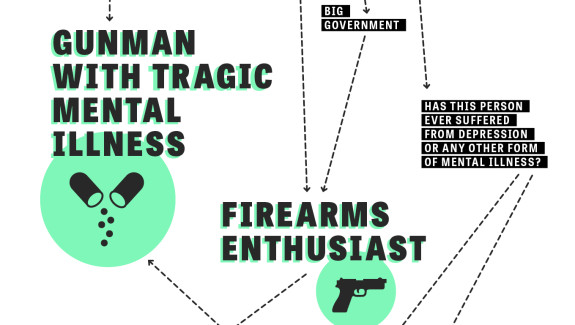 BIG
GOVERNMENT
GUNMAN
WITH TRAGIC
MENTAL
ILLNESS
HAS THIS PERSON
EVER SUFFERED
FROM DEPRESSION
OR ANY OTHER FORM
OF MENTAL ILLNESS?
FIREARMS
ENTHUSIAST